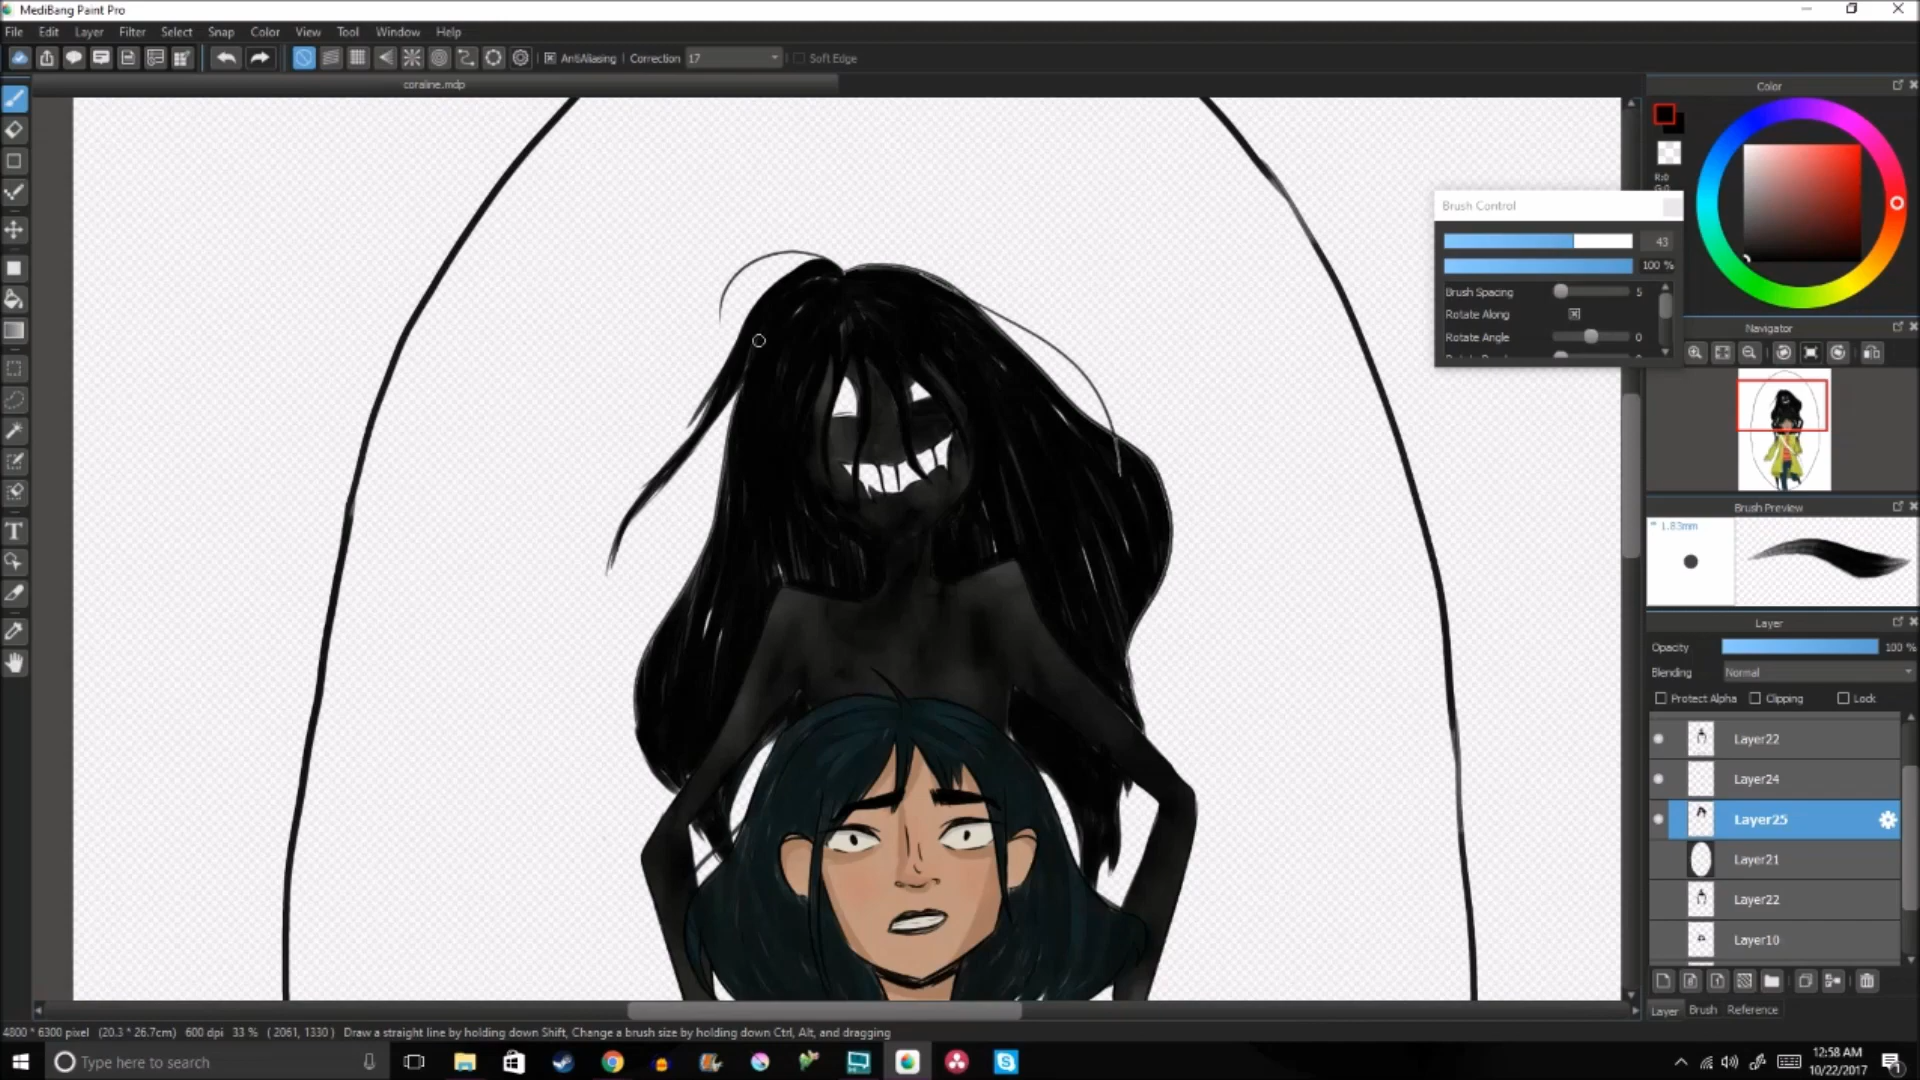 MediBang Paint Pro
File Edit Layer Filter Select Snap Color View Tool Window Help
AntiAliasing Correction 17 Soft Edge
coraline.mdp
Color
R:0
Brush Control
43
100 %
Brush Spacing 5
Rotate Along
Rotate Angle 0
Navigator
Brush Preview
1.83mm
Layer
Opacity 100 %
Blending Normal
Protect Alpha Clipping Lock
Layer22
Layer24
Layer25
Layer21
Layer22
Layer10
Layer Brush Reference
4800 * 6300 pixel (20.3 * 26.7cm) 600 dpi 33 % ( 2061, 1330 ) Draw a straight line by holding down Shift, Change a brush size by holding down Ctrl, Alt, and dragging
Type here to search
12:58 AM
10/22/2017